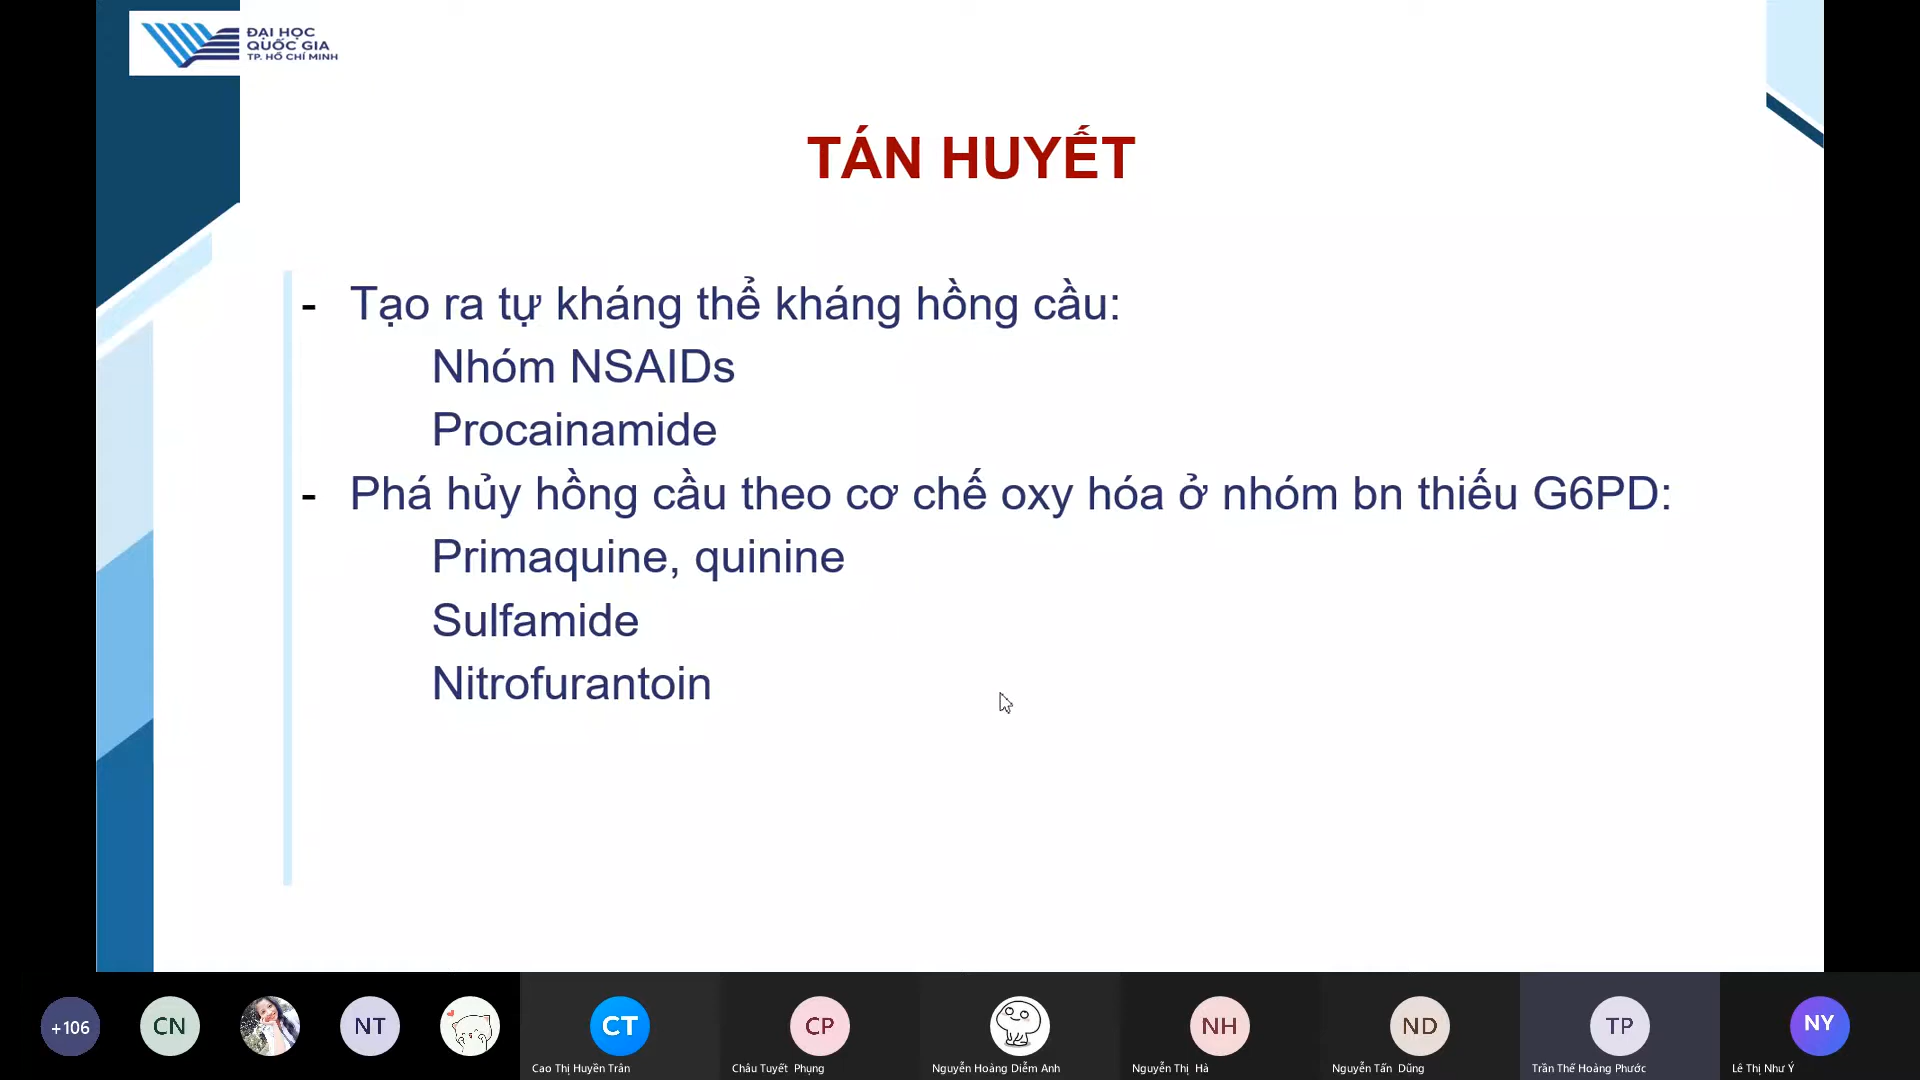 ĐẠI HỌC
QUỐC GIA
TP. HỒ CHÍ MINH
TÁN HUYẾT
- Tạo ra tự kháng thể kháng hồng cầu:
Nhóm NSAIDs
Procainamide
- Phá hủy hồng cầu theo cơ chế oxy hóa ở nhóm bn thiếu G6PD:
Primaquine, quinine
Sulfamide
Nitrofurantoin
+106
CN
NT
CT
CP
NH
ND
TP
NY
Cao Thị Huyền Trân
Châu Tuyết Phụng
Nguyễn Hoàng Diễm Anh
Nguyễn Thị Hà
Nguyễn Tấn Dũng
Trần Thế Hoàng Phước
Lê Thị Như Ý